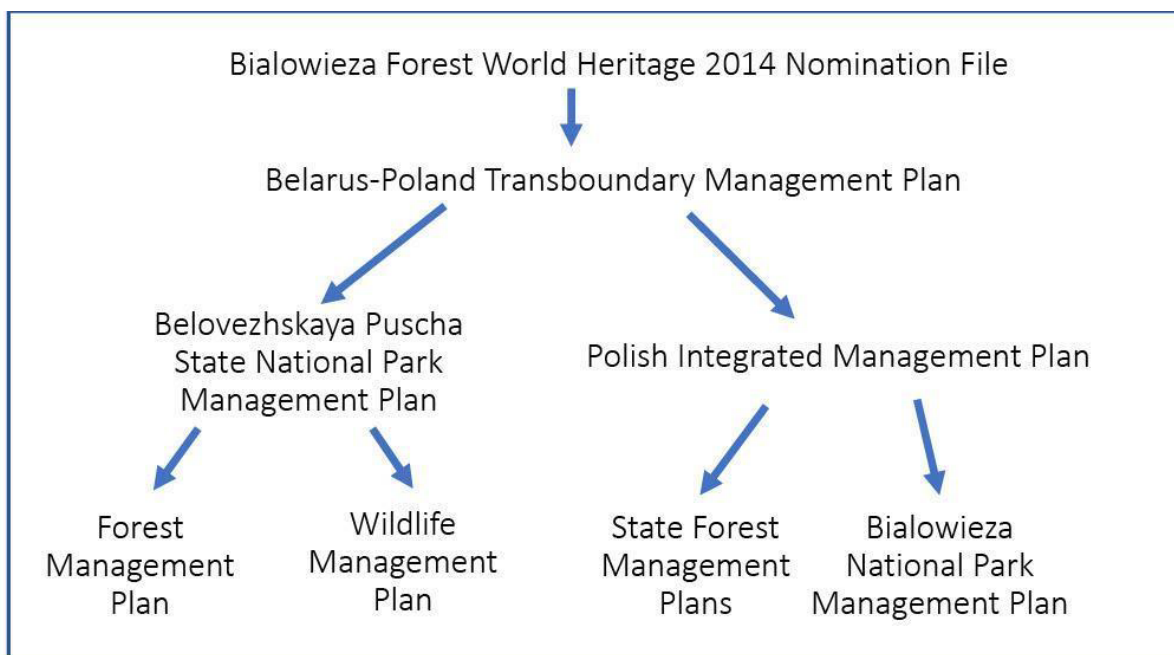 Bialowieza Forest World Heritage 2014 Nomination File
Belarus-Poland Transboundary Management Plan
Belovezhskaya Puscha
State National Park
Management Plan
Polish Integrated Management Plan
Forest
Management
Plan
Wildlife
Management
Plan
State Forest
Management
Plans
Bialowieza
National Park
Management Plan